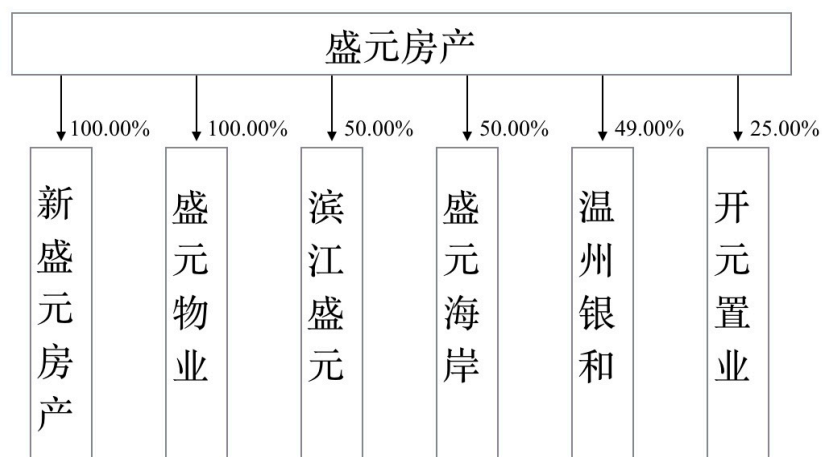 盛元房产
100.00%
100.00%
50.00%
50.00%
49.00%
25.00%
新盛元房产
盛元物业
滨江盛元
盛元海岸
温州银和
开元置业